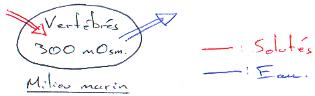 Vertébrés
300 mOsm.
Milieu marin
: Solutés
: Eau.